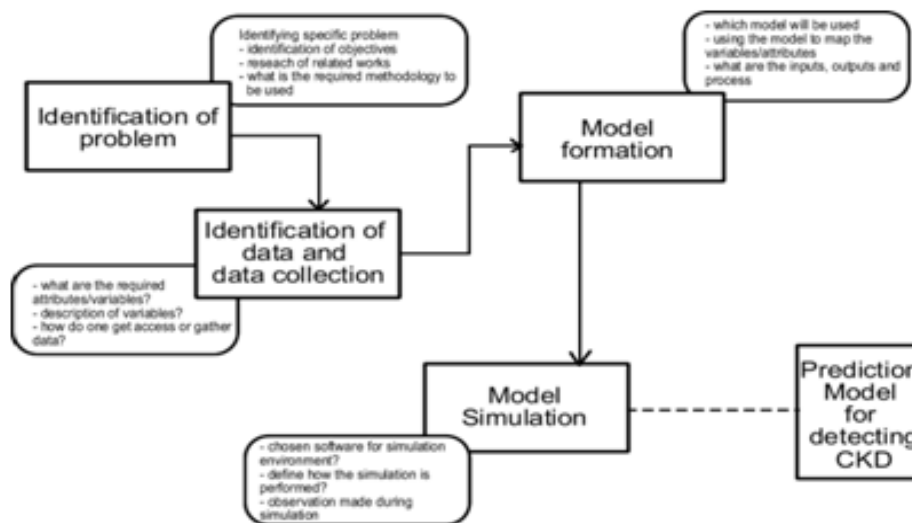 Identifying specific problem
- identification of objectives
- reseach of related works
- what is the required methodology to
be used
Identification of
problem
- which model will be used
- using the model to map the
variables/attributes
- what are the inputs, outputs and
process
Model
formation
Identification of
data and
data collection
- what are the required
attributes/variables?
- description of variables?
- how do one get access or gather
data?
Model
Simulation
- chosen software for simulation
environment?
- define how the simulation is
performed?
- observation made during
simulation
Prediction
Model
for
detecting
CKD